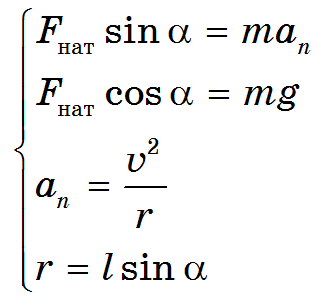 F_нат sin α = ma_n
F_нат cos α = mg
a_n = v²/r
r = l sin α